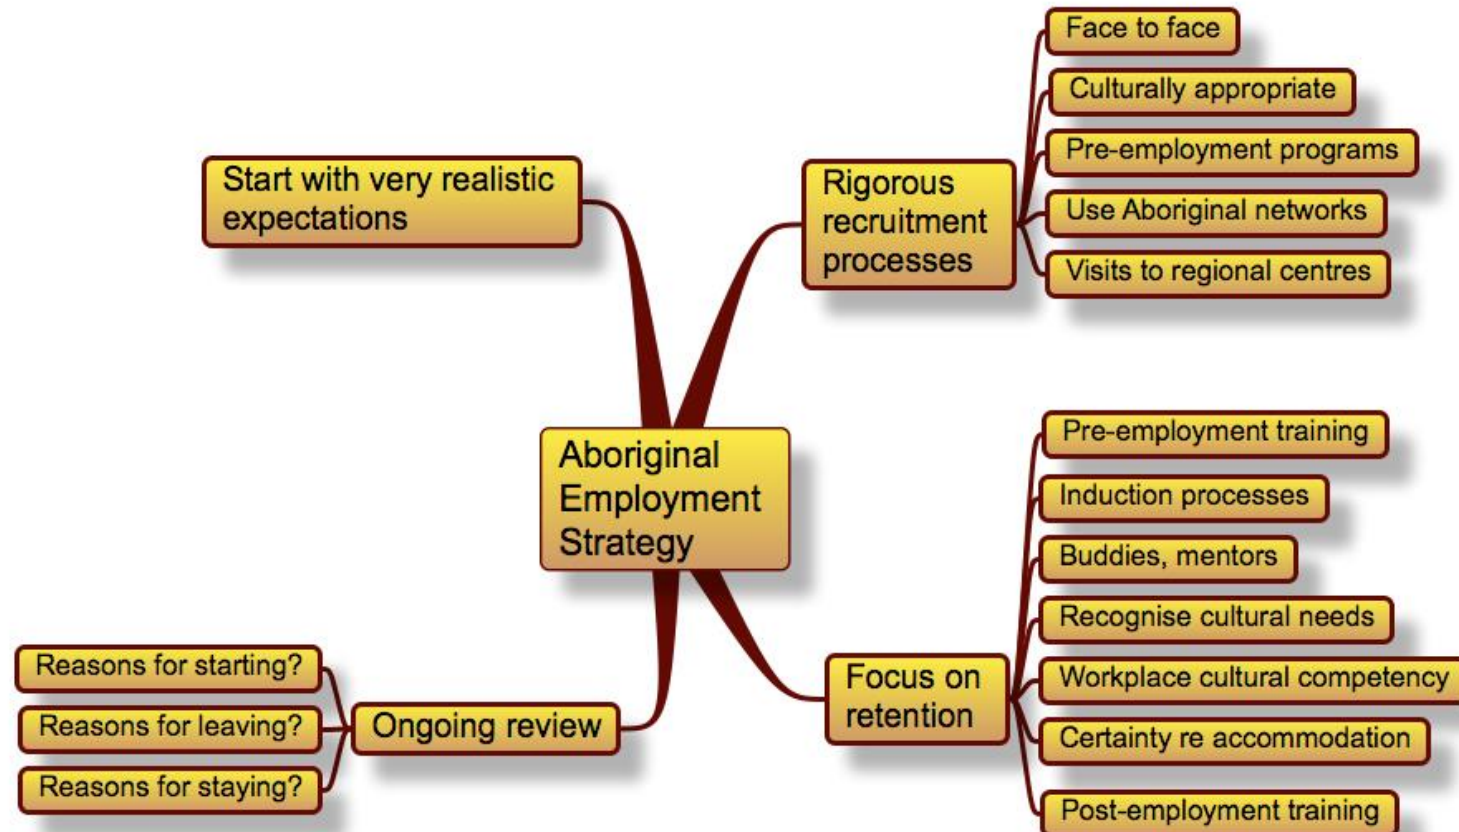 Face to face
Culturally appropriate
Pre-employment programs
Use Aboriginal networks
Visits to regional centres
Rigorous
recruitment
processes
Start with very realistic
expectations
Aboriginal
Employment
Strategy
Pre-employment training
Induction processes
Buddies, mentors
Recognise cultural needs
Workplace cultural competency
Certainty re accommodation
Post-employment training
Focus on
retention
Ongoing review
Reasons for starting?
Reasons for leaving?
Reasons for staying?